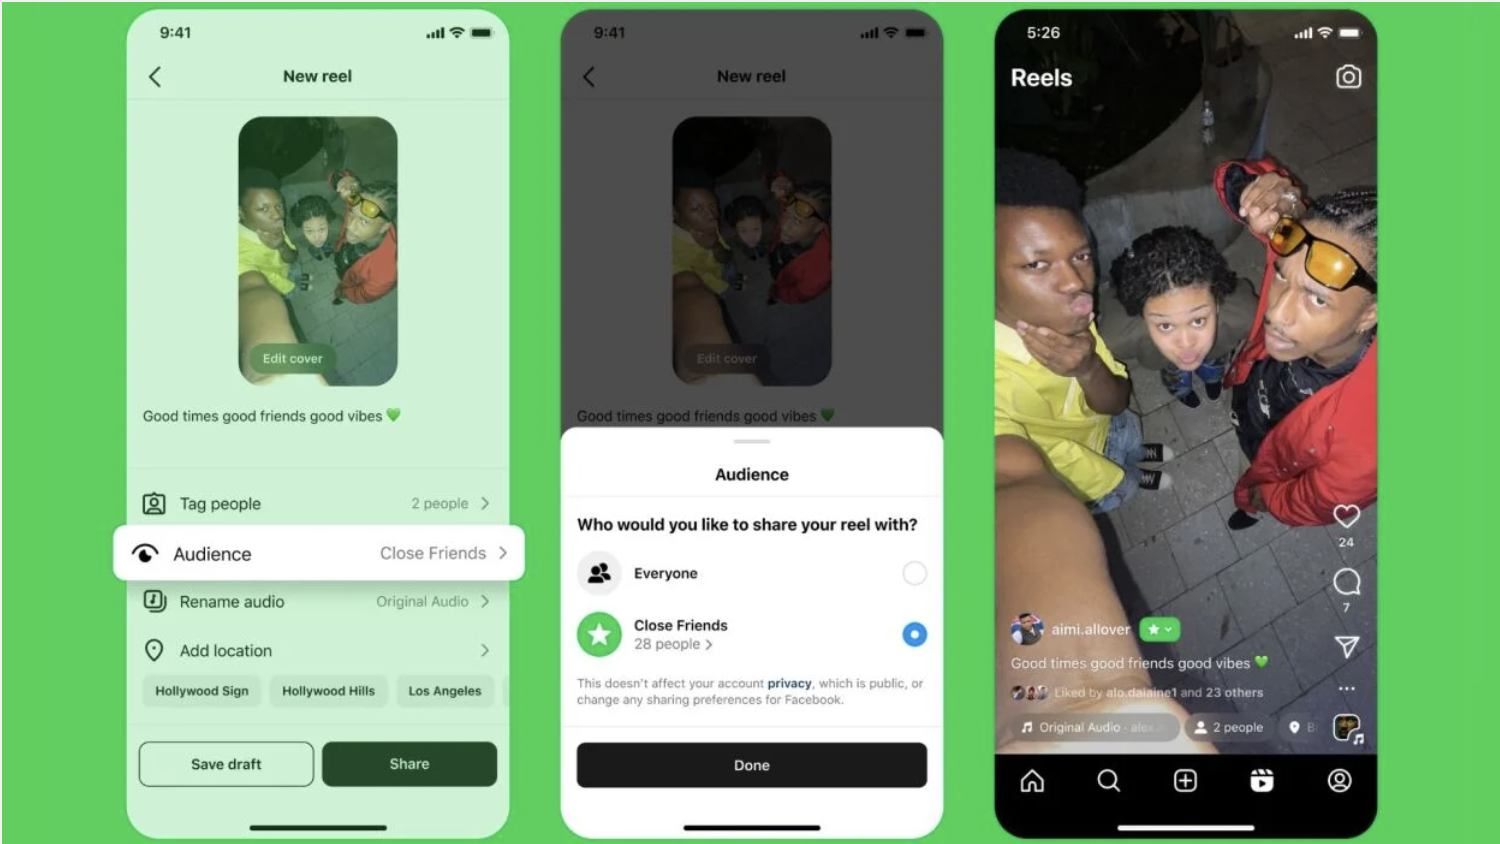 9:41
New reel
Edit cover
Good times good friends good vibes 💚
Tag people 2 people
Audience Close Friends
Rename audio Original Audio
Add location
Hollywood Sign Hollywood Hills Los Angeles
Save draft Share
9:41
New reel
Edit cover
Good times good friends good vibes 💚
Audience
Who would you like to share your reel with?
Everyone
Close Friends
28 people
This doesn't affect your account privacy, which is public, or
change any sharing preferences for Facebook.
Done
5:26
Reels
24
7
aimi.allover
Good times good friends good vibes 💚
Liked by alo.daiaine1 and 23 others
Original Audio - alex 2 people B